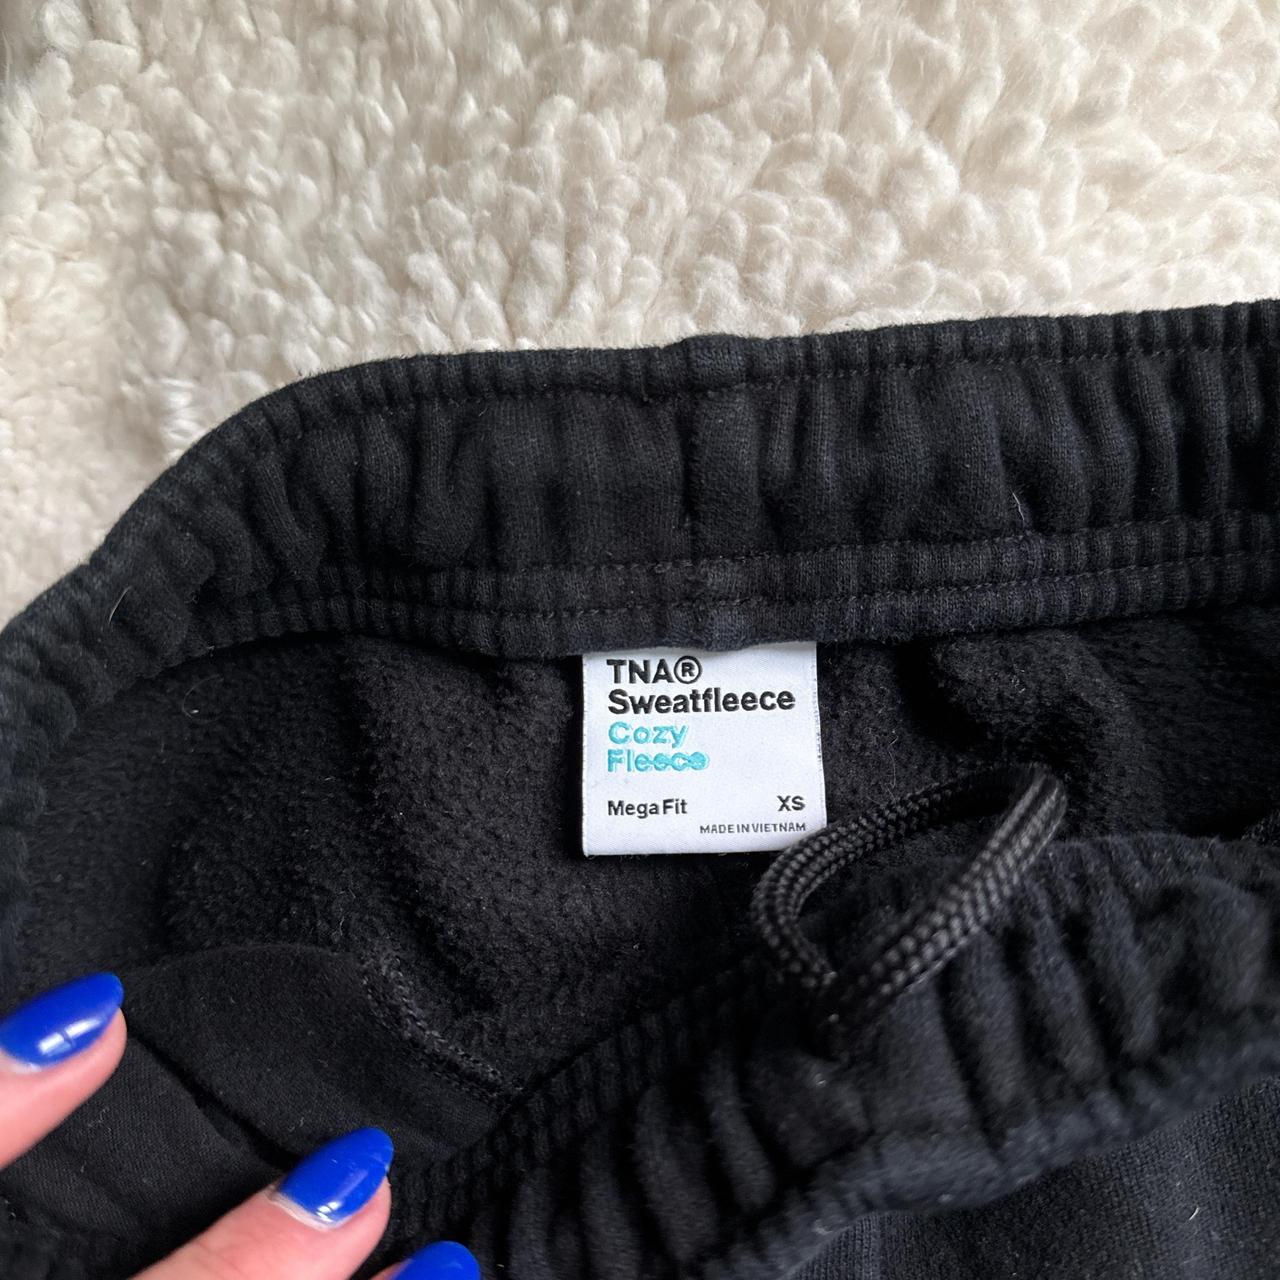 TNA®
Sweatfleece
Cozy
Fleece
Mega Fit XS
MADE IN VIETNAM